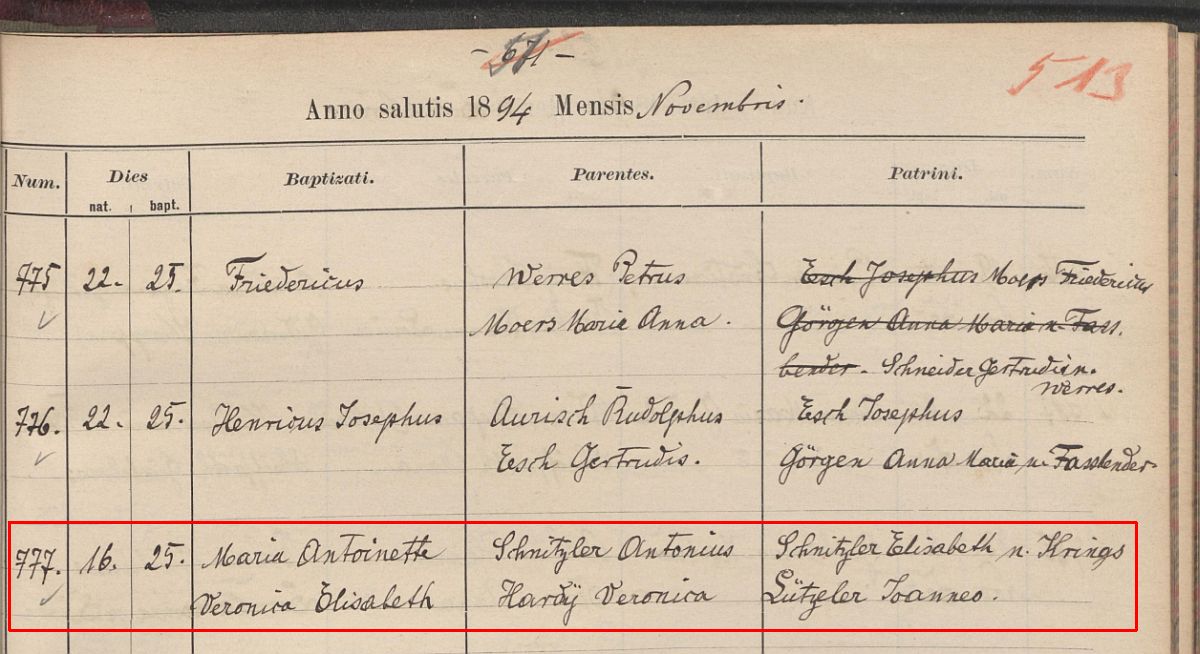 - 571 -
513
Anno salutis 1894 Mensis Novembris.
Num. Dies Baptizati. Parentes. Patrini.
nat. bapt.
775 22. 25. Friedericus Werres Petrus Esch Josephus Moers Friedericus
Moers Maria Anna. Görgen Anna Maria n. Fass.
bender. Schneider Gertrudis n.
Werres.
776. 22. 25. Henricus Josephus Aurisch Rudolphus Esch Josephus
Esch Gertrudis. Görgen Anna Maria n. Fassbender
777. 16. 25. Maria Antoinette Schnitzler Antonius Schnitzler Elisabeth n. Krings
Veronica Elisabeth Hardÿ Veronica Lützeler Joannes.